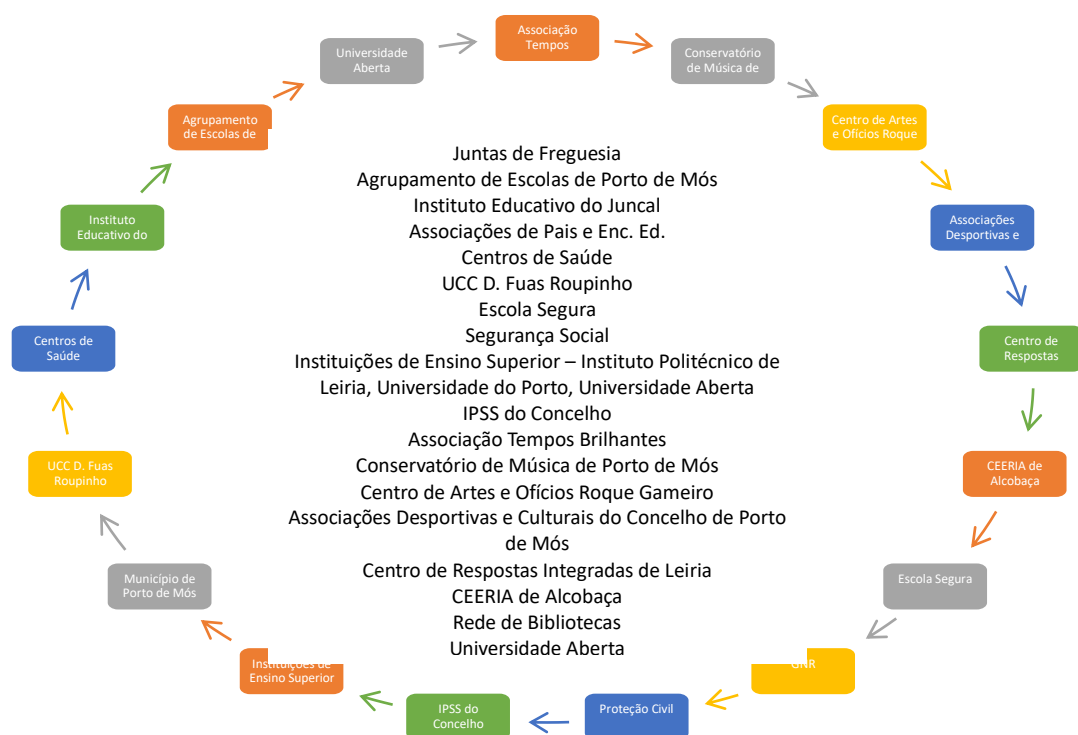 Associação
Tempos
Conservatório
de Música de
Centro de Artes
e Ofícios Roque
Associações
Desportivas e
Centro de
Respostas
CEERIA de
Alcobaça
Escola Segura
GNR
Proteção Civil
IPSS do
Concelho
Instituições de
Ensino Superior
Município de
Porto de Mós
UCC D. Fuas
Roupinho
Centros de
Saúde
Instituto
Educativo do
Agrupamento
de Escolas de
Universidade
Aberta
Juntas de Freguesia
Agrupamento de Escolas de Porto de Mós
Instituto Educativo do Juncal
Associações de Pais e Enc. Ed.
Centros de Saúde
UCC D. Fuas Roupinho
Escola Segura
Segurança Social
Instituições de Ensino Superior – Instituto Politécnico de
Leiria, Universidade do Porto, Universidade Aberta
IPSS do Concelho
Associação Tempos Brilhantes
Conservatório de Música de Porto de Mós
Centro de Artes e Ofícios Roque Gameiro
Associações Desportivas e Culturais do Concelho de Porto
de Mós
Centro de Respostas Integradas de Leiria
CEERIA de Alcobaça
Rede de Bibliotecas
Universidade Aberta